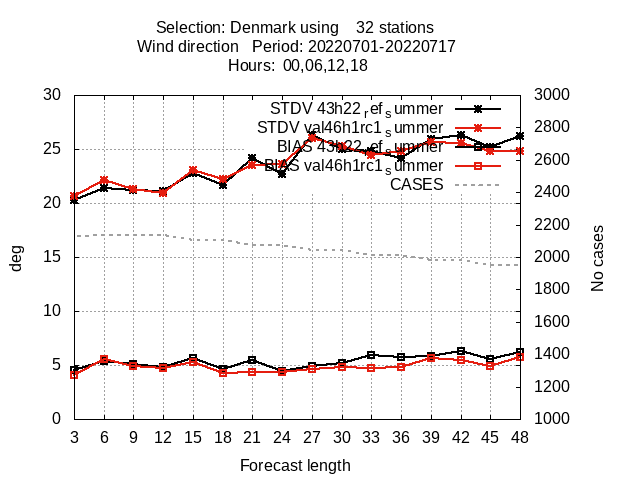 Selection: Denmark using 32 stations
Wind direction Period: 20220701-20220717
Hours: 00,06,12,18
STDV 43h22_ref_summer
STDV val46h1rc1_summer
BIAS 43h22_ref_summer
BIAS val46h1rc1_summer
CASES
30
25
20
15
10
5
0
deg
3000
2800
2600
2400
2200
2000
1800
1600
1400
1200
1000
No cases
3 6 9 12 15 18 21 24 27 30 33 36 39 42 45 48
Forecast length